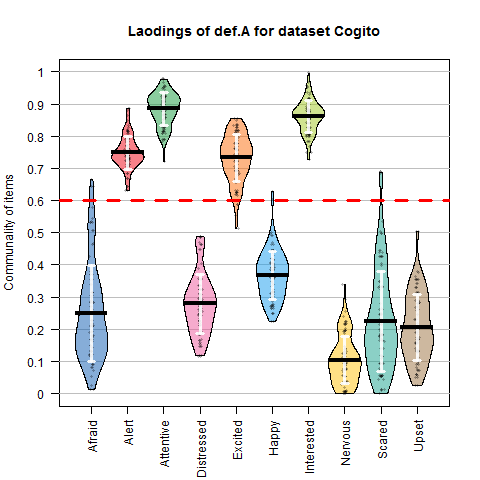 Laodings of def.A for dataset Cogito
Communality of items
1
0.9
0.8
0.7
0.6
0.5
0.4
0.3
0.2
0.1
0
Afraid
Alert
Attentive
Distressed
Excited
Happy
Interested
Nervous
Scared
Upset